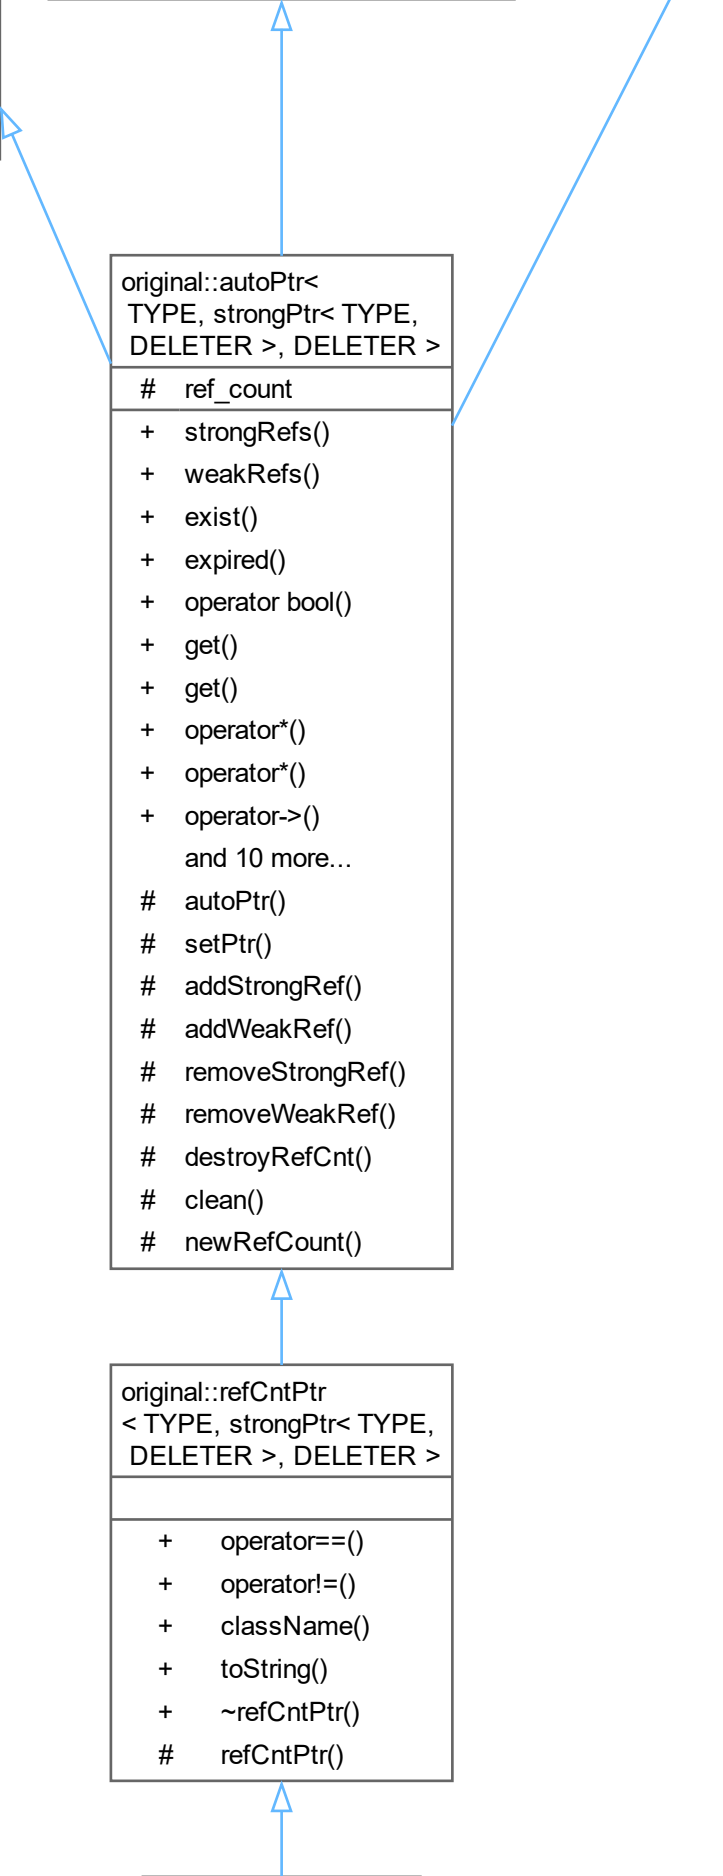 original::autoPtr<
TYPE, strongPtr< TYPE,
DELETER >, DELETER >
# ref_count
+ strongRefs()
+ weakRefs()
+ exist()
+ expired()
+ operator bool()
+ get()
+ get()
+ operator*()
+ operator*()
+ operator->()
and 10 more...
# autoPtr()
# setPtr()
# addStrongRef()
# addWeakRef()
# removeStrongRef()
# removeWeakRef()
# destroyRefCnt()
# clean()
# newRefCount()
original::refCntPtr
< TYPE, strongPtr< TYPE,
DELETER >, DELETER >
+ operator==()
+ operator!=()
+ className()
+ toString()
+ ~refCntPtr()
# refCntPtr()